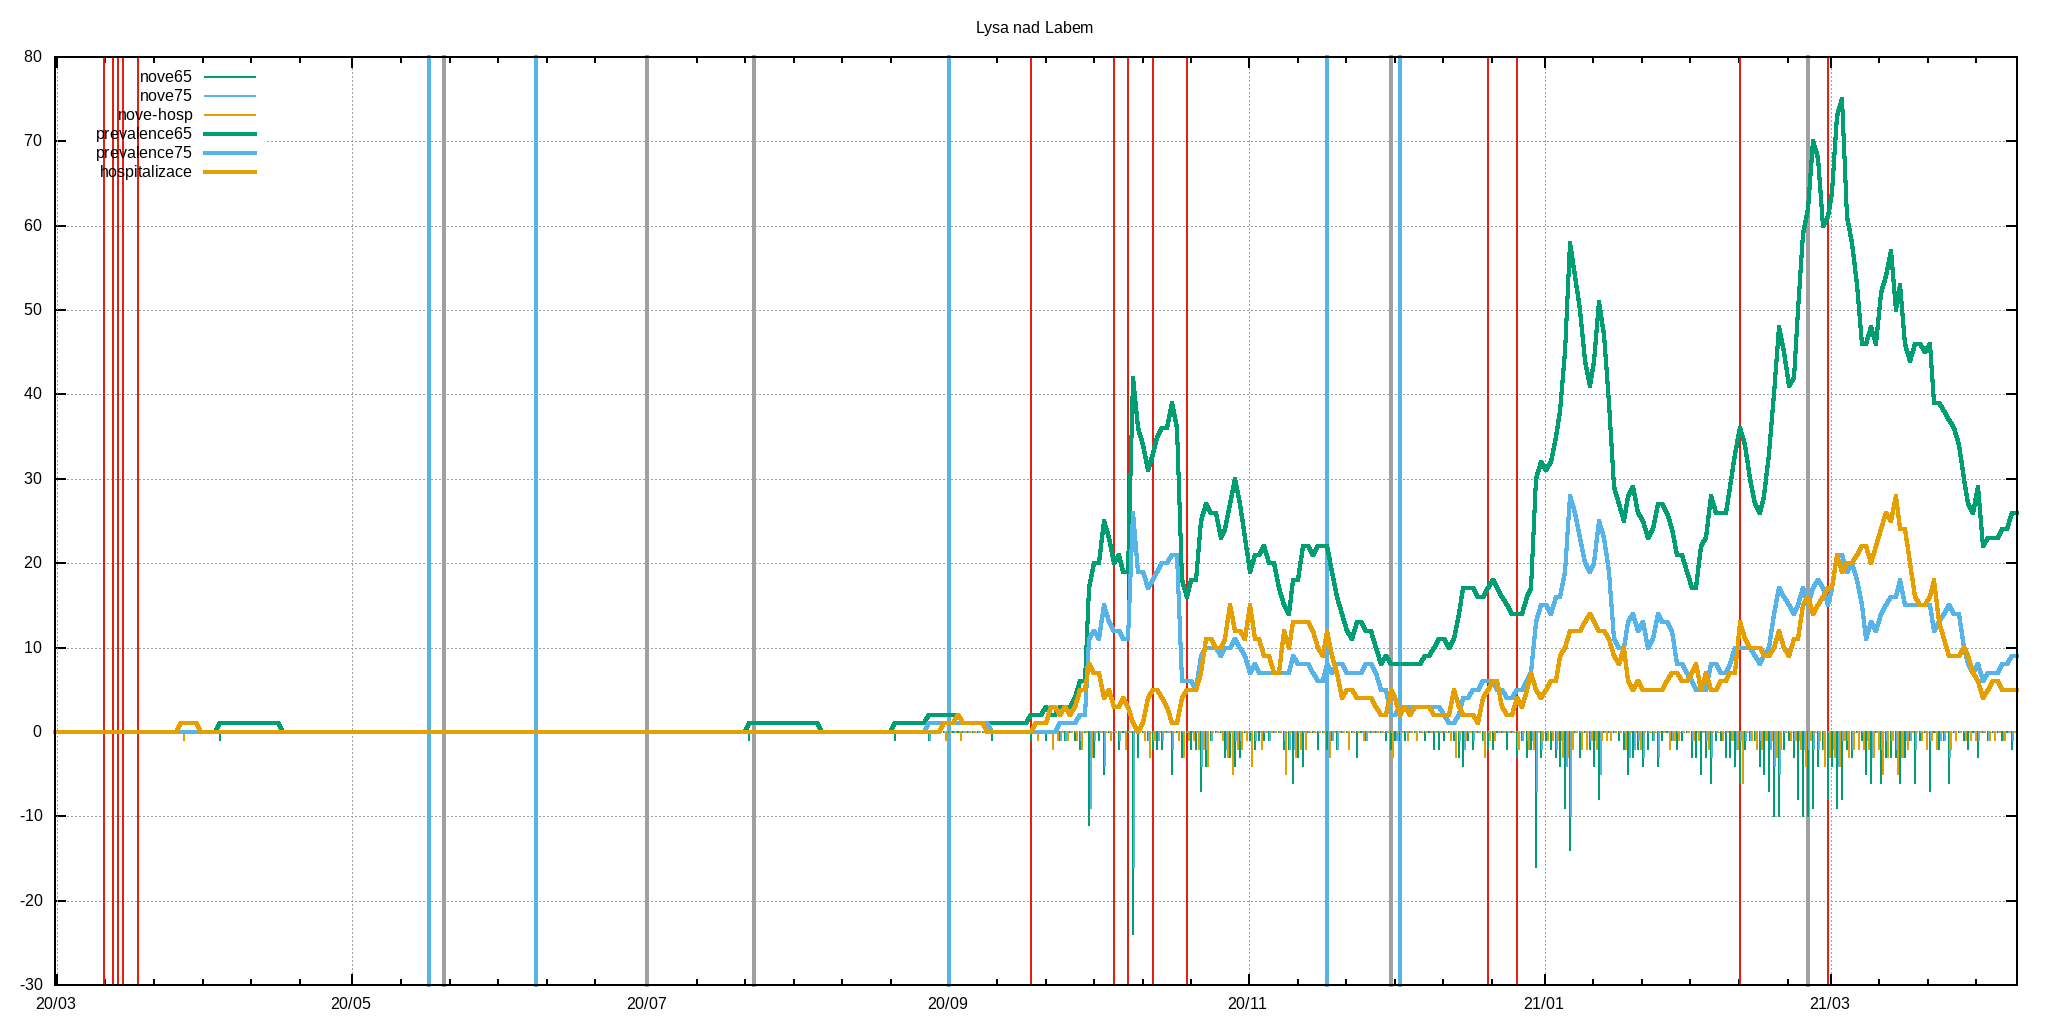 Lysa nad Labem
80
70
60
50
40
30
20
10
0
-10
-20
-30
nove65
nove75
nove-hosp
prevalence65
prevalence75
hospitalizace
20/03 20/05 20/07 20/09 20/11 21/01 21/03